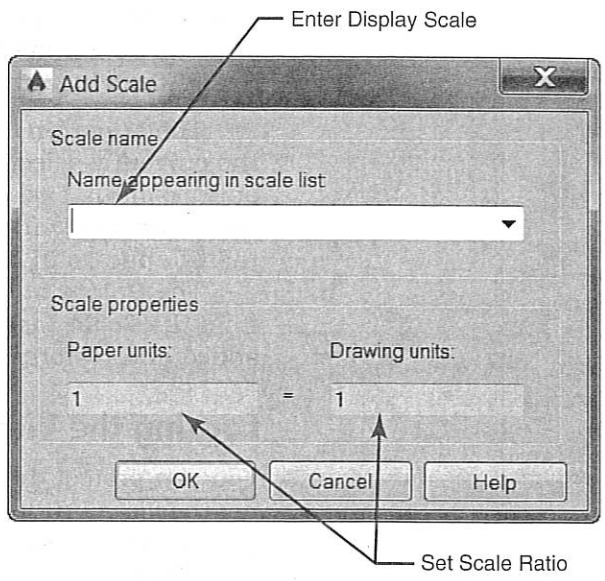 Enter Display Scale
Add Scale
Scale name
Name appearing in scale list:
Scale properties
Paper units:
Drawing units:
1
=
1
OK
Cancel
Help
Set Scale Ratio